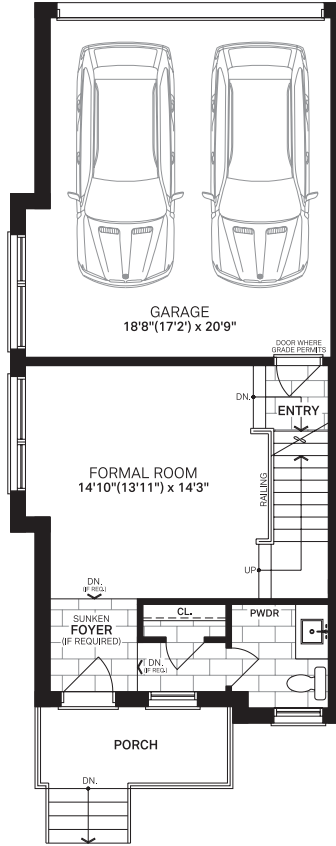 GARAGE
18'8"(17'2') x 20'9"
DOOR WHERE
GRADE PERMITS
DN.
ENTRY
FORMAL ROOM
14'10"(13'11") x 14'3"
RAILING
UP
DN.
(IF REQ.)
SUNKEN
FOYER
(IF REQUIRED)
CL.
PWDR
DN.
(IF REQ.)
PORCH
DN.